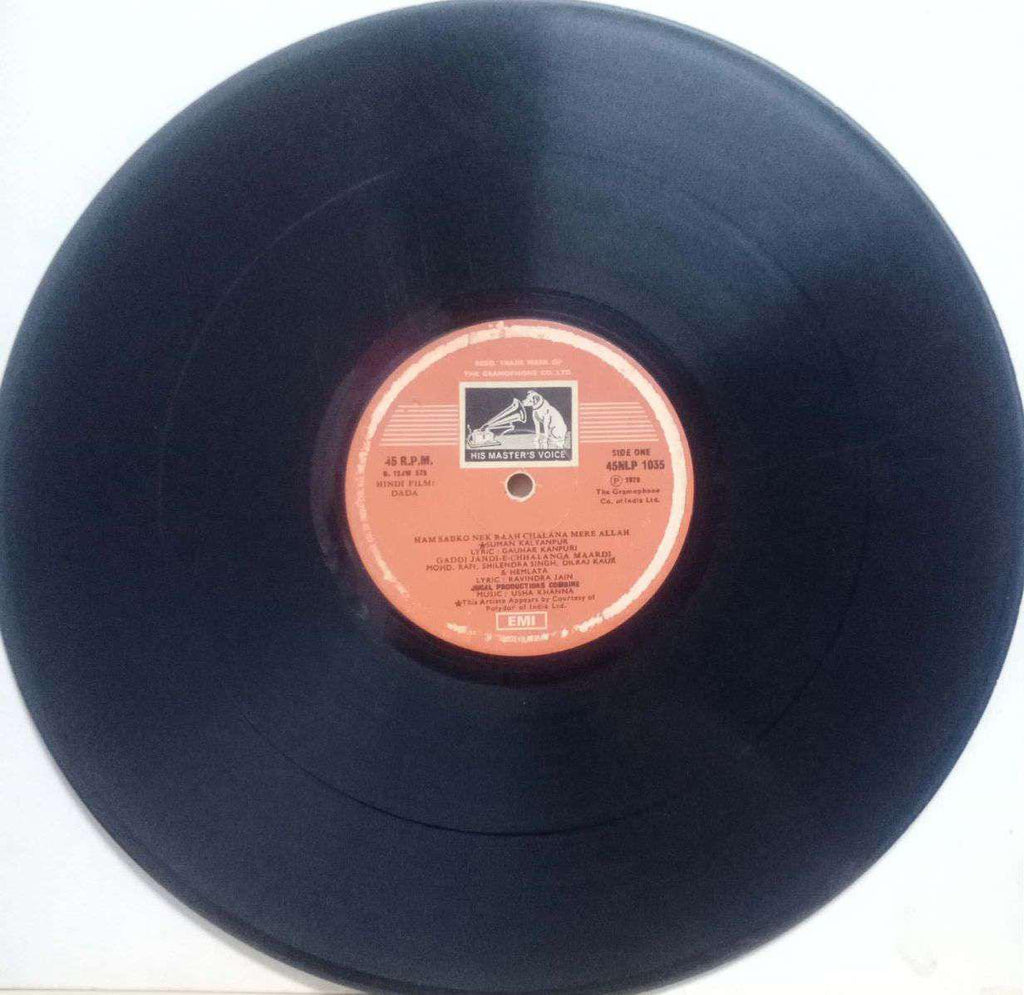 REGD. TRADE MARK OF
THE GRAMOPHONE CO. LTD.
HIS MASTER'S VOICE
45 R.P.M.
HINDI FILM:
DADA
SIDE ONE
45NLP 1035
The Gramophone
Co. of India Ltd.
HAM SABKO NEK RAAH CHALANA MERE ALLAH
★SUMAN KALYANPUR
LYRIC : GAUHAR KANPURI
GADDI JANDI-E-CHHALANGA MAARDI
MOHD. RAFI, SHILENDRA SINGH, DILRAJ KAUR
& HEMLATA
LYRIC : RAVINDRA JAIN
JUGAL PRODUCTIONS COMBINE
MUSIC : USHA KHANNA
★This Artiste Appears by Courtesy of
Polydor of India Ltd.
EMI